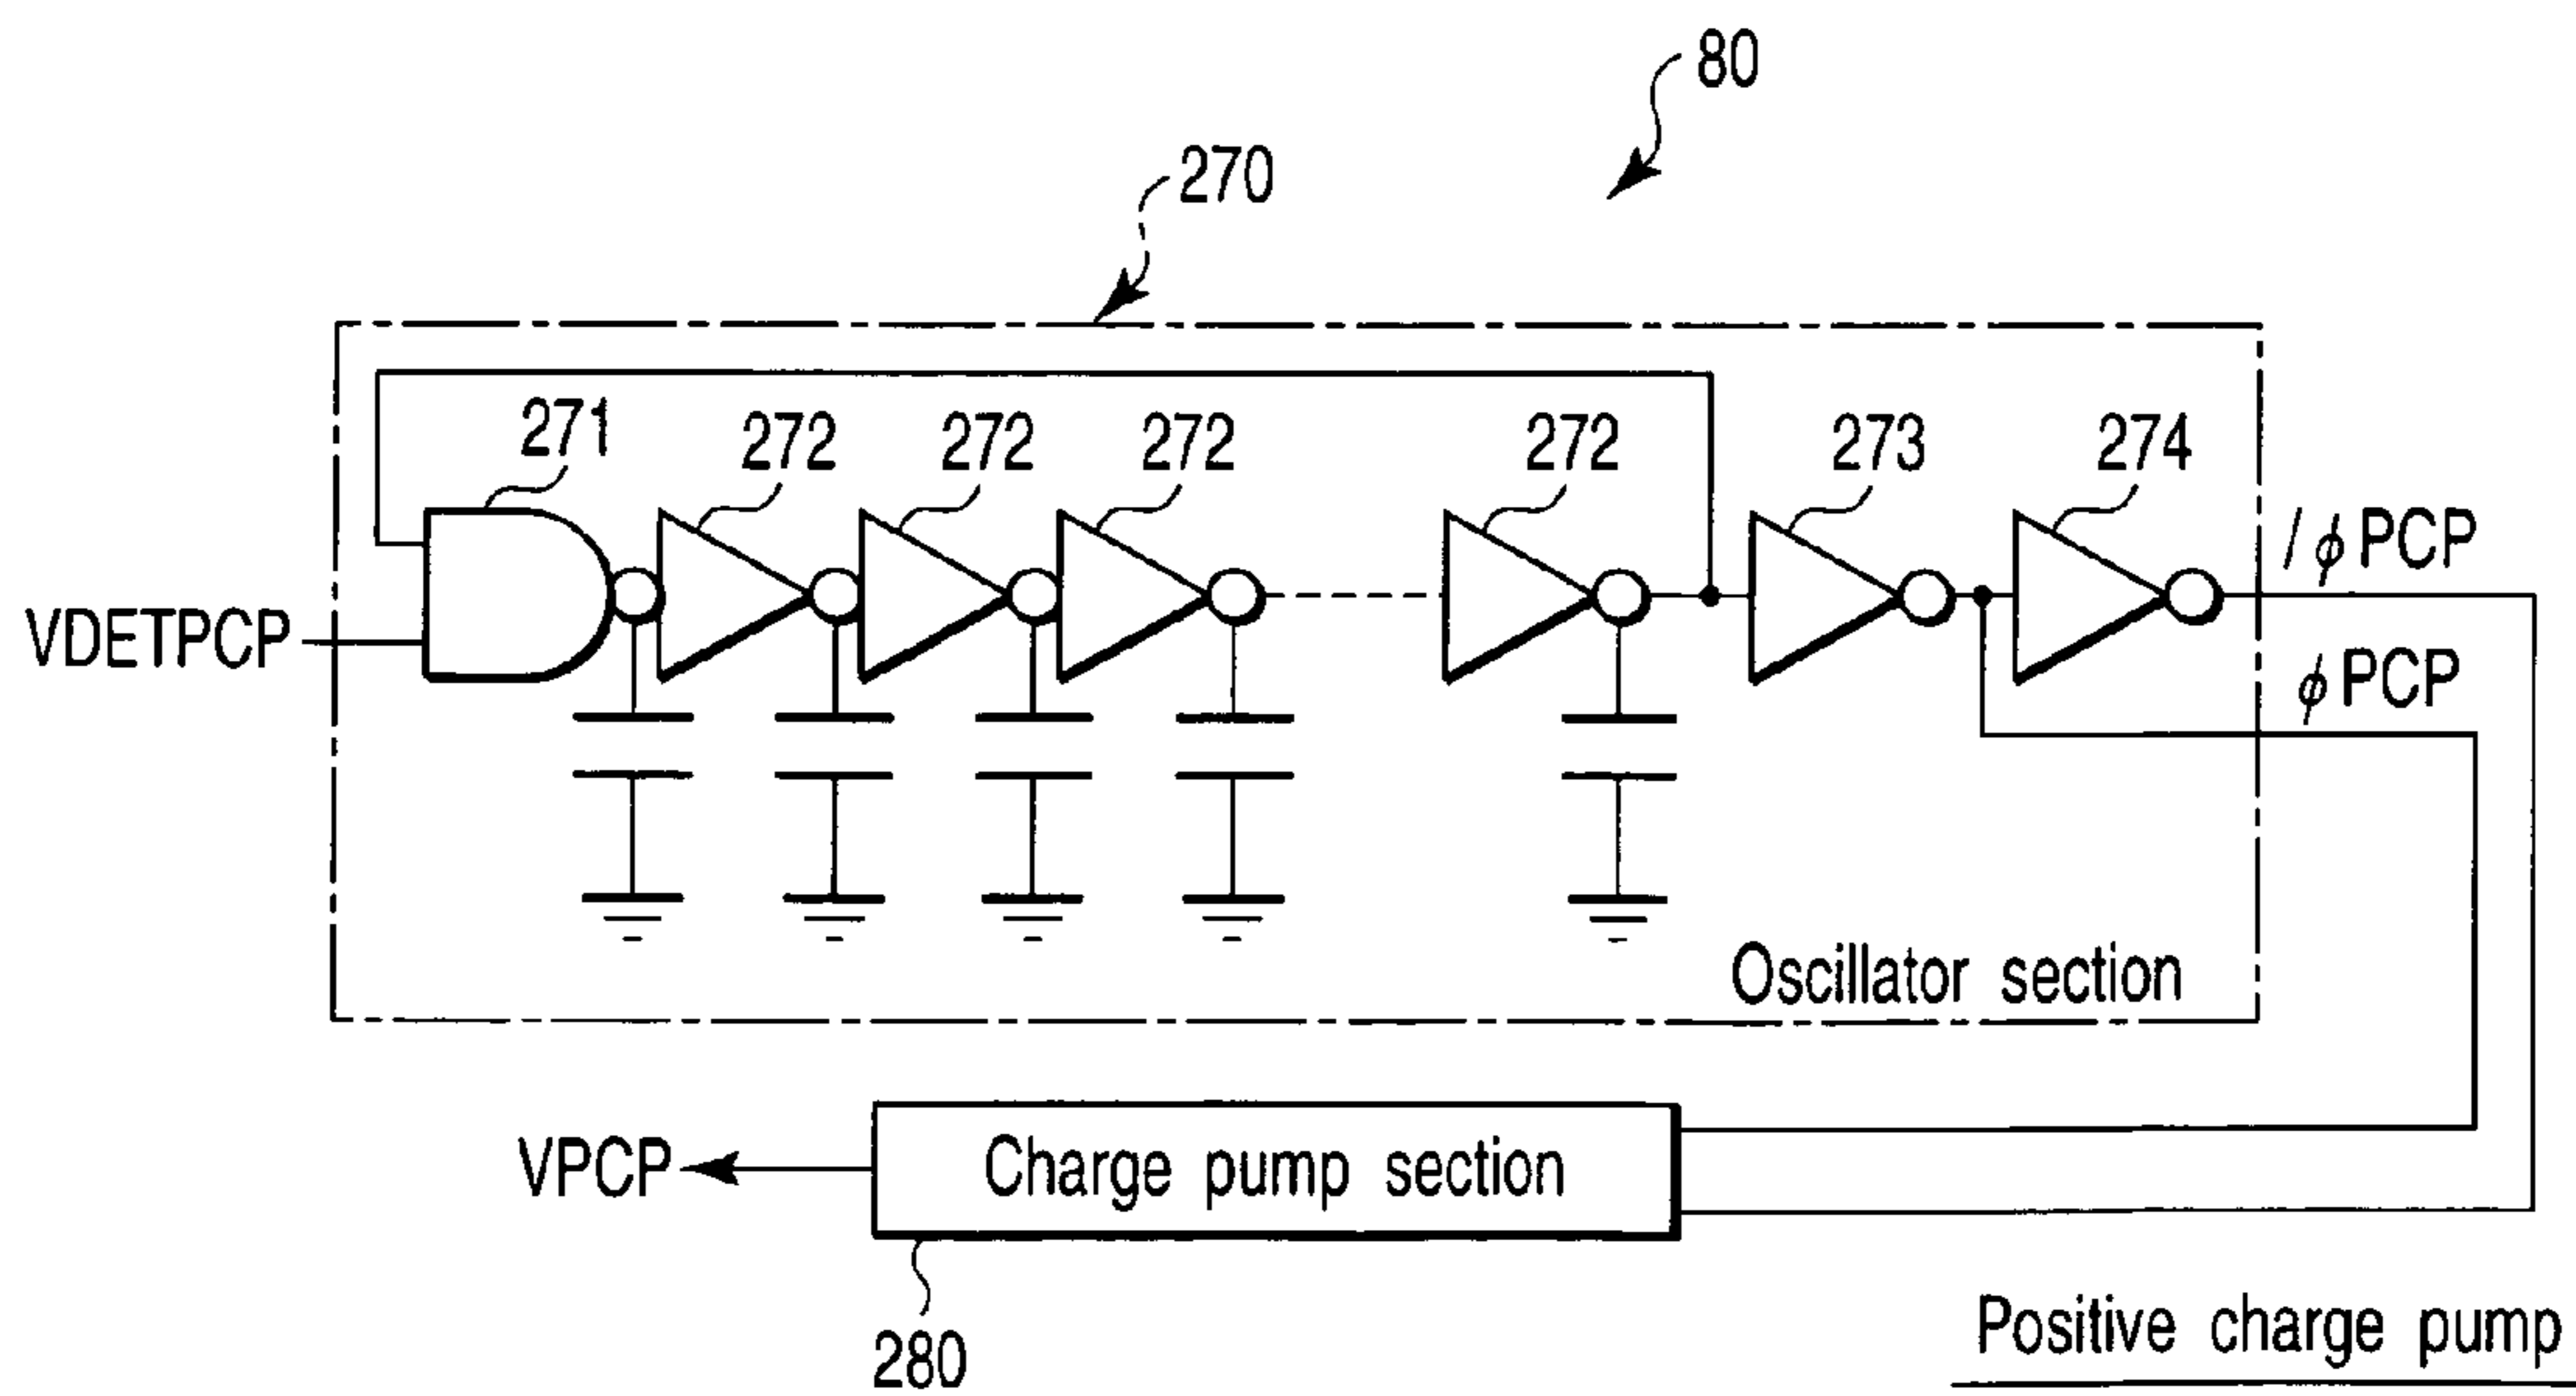 80
270
271
272
272
272
272
273
274
/φPCP
VDETPCP
φPCP
Oscillator section
VPCP
Charge pump section
280
Positive charge pump